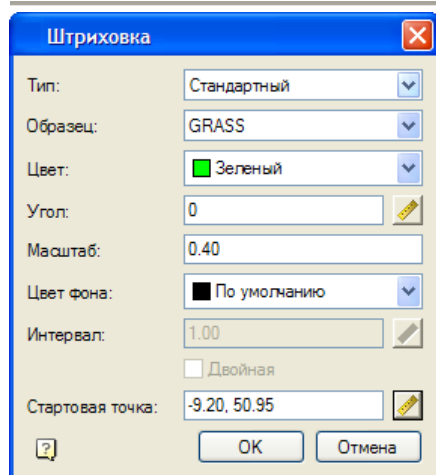 Штриховка
Тип: Стандартный
Образец: GRASS
Цвет: Зеленый
Угол: 0
Масштаб: 0.40
Цвет фона: По умолчанию
Интервал: 1.00
Двойная
Стартовая точка: -9.20, 50.95
? OK Отмена